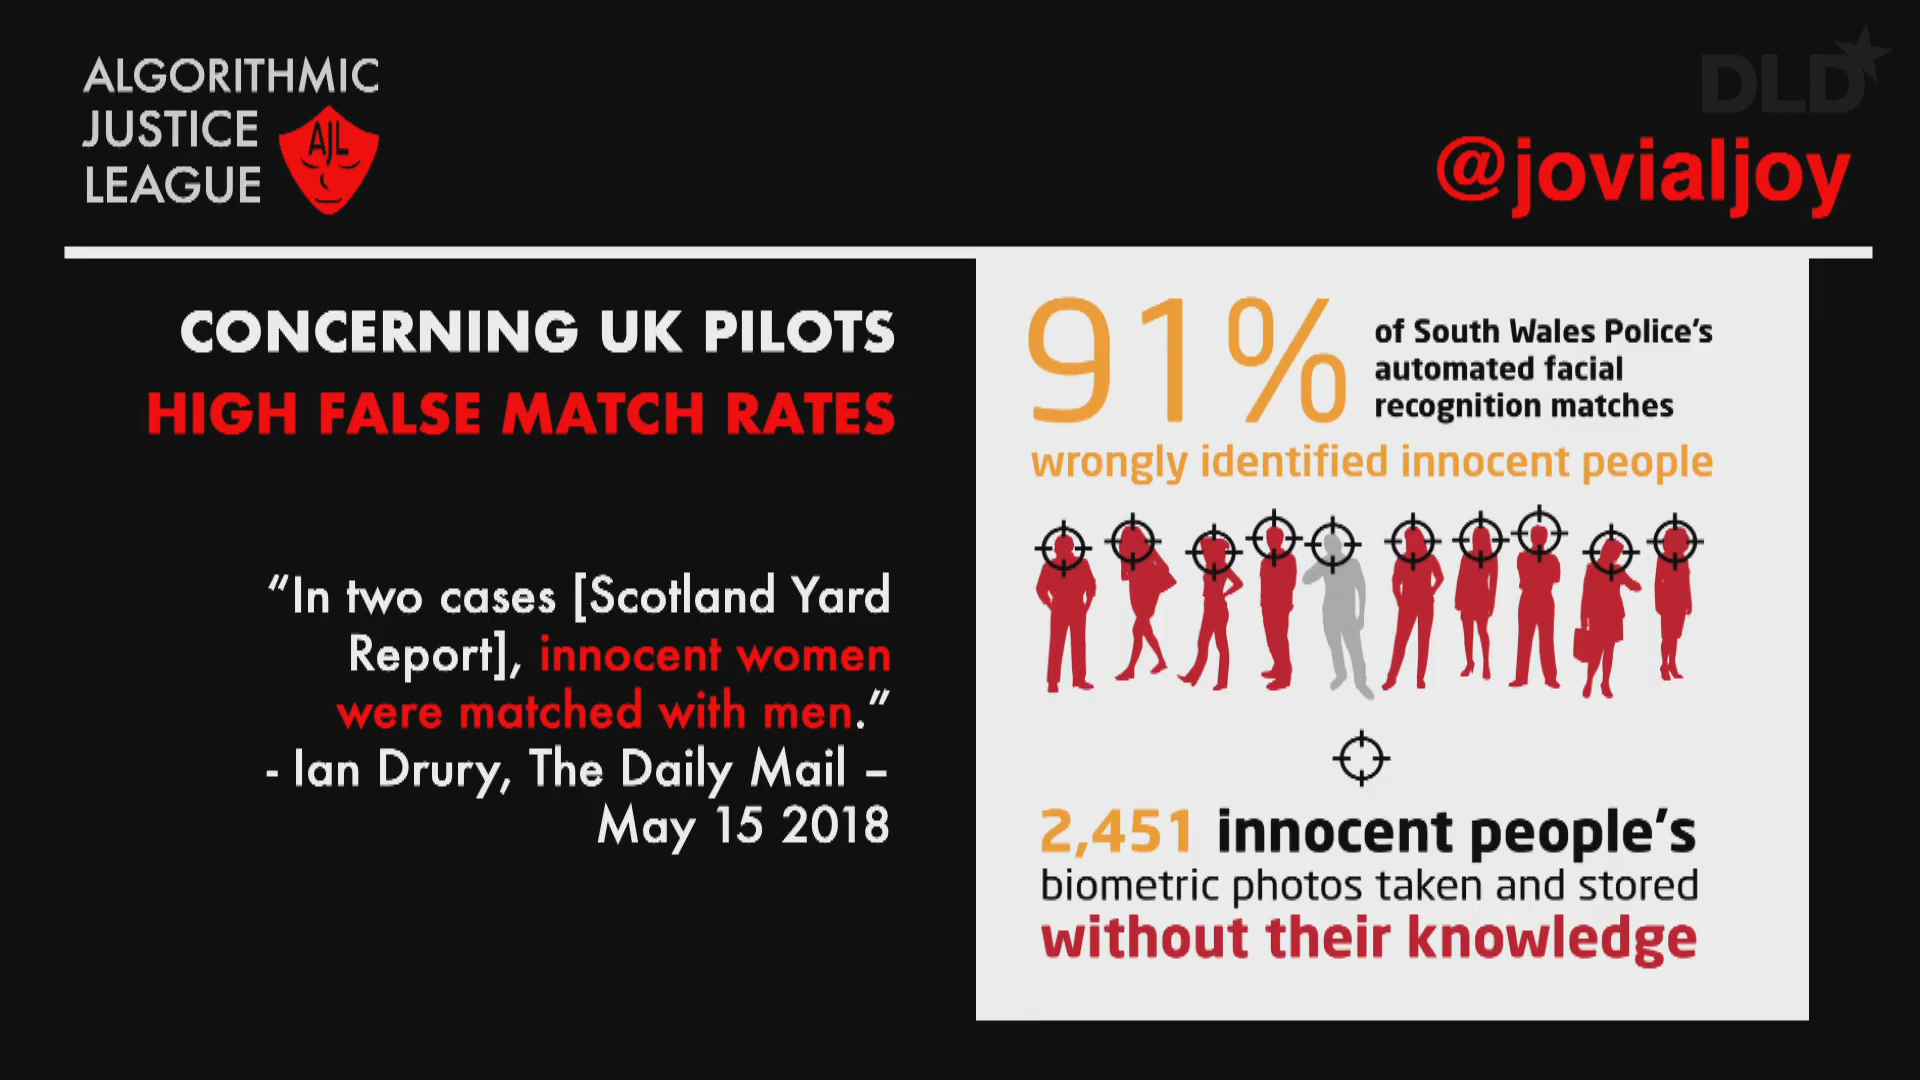 ALGORITHMIC
JUSTICE
LEAGUE
AJL
DLD
@jovialjoy
CONCERNING UK PILOTS
HIGH FALSE MATCH RATES
“In two cases [Scotland Yard
Report], innocent women
were matched with men.”
- Ian Drury, The Daily Mail –
May 15 2018
91%
of South Wales Police’s
automated facial
recognition matches
wrongly identified innocent people
2,451 innocent people’s
biometric photos taken and stored
without their knowledge